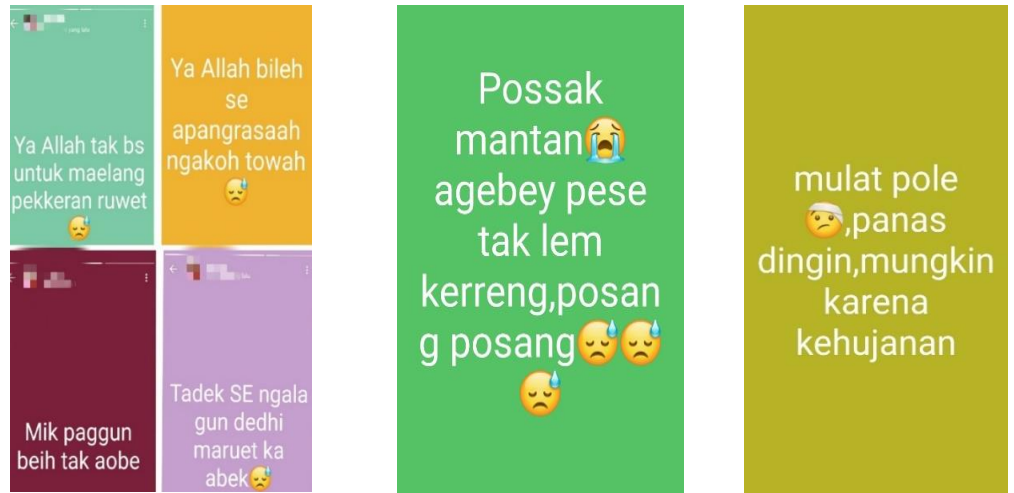 yang lalu
Ya Allah tak bs
untuk maelang
pekkeran ruwet
😓
Ya Allah bileh
se
apangrasaah
ngakoh towah
😓
Mik paggun
beih tak aobe
Tadek SE ngala
gun dedhi
maruet ka
abek😓
Possak
mantan😭
agebey pese
tak lem
kerreng,posan
g posang😓😓
😓
mulat pole
🤕,panas
dingin,mungkin
karena
kehujanan